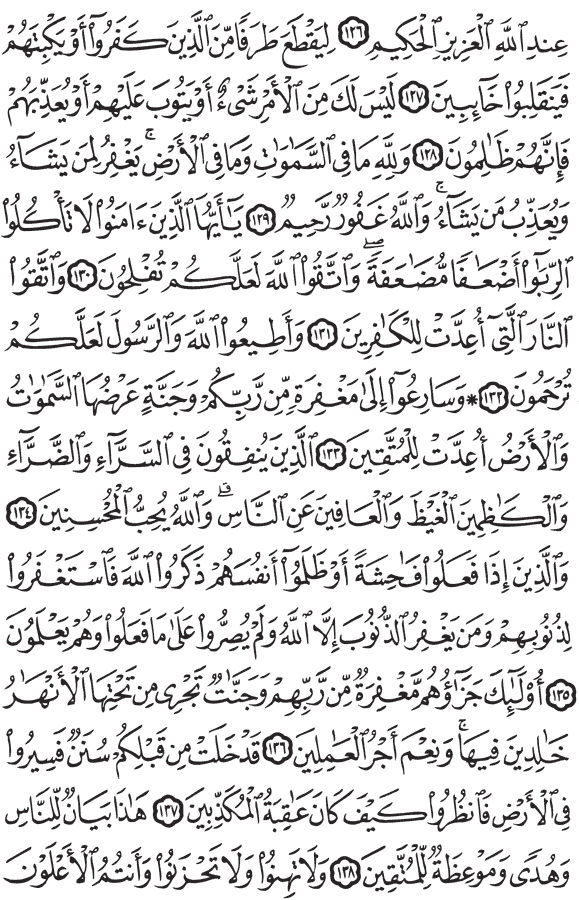 عِندِ ٱللَّهِ ٱلْعَزِيزِ ٱلْحَكِيمِ ١٢٦ لِيَقْطَعَ طَرَفًا مِّنَ ٱلَّذِينَ كَفَرُوٓا۟ أَوْ يَكْبِتَهُمْ
فَيَنقَلِبُوا۟ خَآئِبِينَ ١٢٧ لَيْسَ لَكَ مِنَ ٱلْأَمْرِ شَىْءٌ أَوْ يَتُوبَ عَلَيْهِمْ أَوْ يُعَذِّبَهُمْ
فَإِنَّهُمْ ظَـٰلِمُونَ ١٢٨ وَلِلَّهِ مَا فِى ٱلسَّمَـٰوَٰتِ وَمَا فِى ٱلْأَرْضِ ۚ يَغْفِرُ لِمَن يَشَآءُ
وَيُعَذِّبُ مَن يَشَآءُ ۚ وَٱللَّهُ غَفُورٌ رَّحِيمٌ ١٢٩ يَـٰٓأَيُّهَا ٱلَّذِينَ ءَامَنُوا۟ لَا تَأْكُلُوا۟
ٱلرِّبَوٰٓا۟ أَضْعَـٰفًا مُّضَـٰعَفَةً ۖ وَٱتَّقُوا۟ ٱللَّهَ لَعَلَّكُمْ تُفْلِحُونَ ١٣٠ وَٱتَّقُوا۟
ٱلنَّارَ ٱلَّتِىٓ أُعِدَّتْ لِلْكَـٰفِرِينَ ١٣١ وَأَطِيعُوا۟ ٱللَّهَ وَٱلرَّسُولَ لَعَلَّكُمْ
تُرْحَمُونَ ١٣٢ * وَسَارِعُوٓا۟ إِلَىٰ مَغْفِرَةٍ مِّن رَّبِّكُمْ وَجَنَّةٍ عَرْضُهَا ٱلسَّمَـٰوَٰتُ
وَٱلْأَرْضُ أُعِدَّتْ لِلْمُتَّقِينَ ١٣٣ ٱلَّذِينَ يُنفِقُونَ فِى ٱلسَّرَّآءِ وَٱلضَّرَّآءِ
وَٱلْكَـٰظِمِينَ ٱلْغَيْظَ وَٱلْعَافِينَ عَنِ ٱلنَّاسِ ۗ وَٱللَّهُ يُحِبُّ ٱلْمُحْسِنِينَ ١٣٤
وَٱلَّذِينَ إِذَا فَعَلُوا۟ فَـٰحِشَةً أَوْ ظَلَمُوٓا۟ أَنفُسَهُمْ ذَكَرُوا۟ ٱللَّهَ فَٱسْتَغْفَرُوا۟
لِذُنُوبِهِمْ وَمَن يَغْفِرُ ٱلذُّنُوبَ إِلَّا ٱللَّهُ وَلَمْ يُصِرُّوا۟ عَلَىٰ مَا فَعَلُوا۟ وَهُمْ يَعْلَمُونَ
١٣٥ أُو۟لَـٰٓئِكَ جَزَآؤُهُم مَّغْفِرَةٌ مِّن رَّبِّهِمْ وَجَنَّـٰتٌ تَجْرِى مِن تَحْتِهَا ٱلْأَنْهَـٰرُ
خَـٰلِدِينَ فِيهَا ۚ وَنِعْمَ أَجْرُ ٱلْعَـٰمِلِينَ ١٣٦ قَدْ خَلَتْ مِن قَبْلِكُمْ سُنَنٌ فَسِيرُوا۟
فِى ٱلْأَرْضِ فَٱنظُرُوا۟ كَيْفَ كَانَ عَـٰقِبَةُ ٱلْمُكَذِّبِينَ ١٣٧ هَـٰذَا بَيَانٌ لِّلنَّاسِ
وَهُدًى وَمَوْعِظَةٌ لِّلْمُتَّقِينَ ١٣٨ وَلَا تَهِنُوا۟ وَلَا تَحْزَنُوا۟ وَأَنتُمُ ٱلْأَعْلَوْنَ